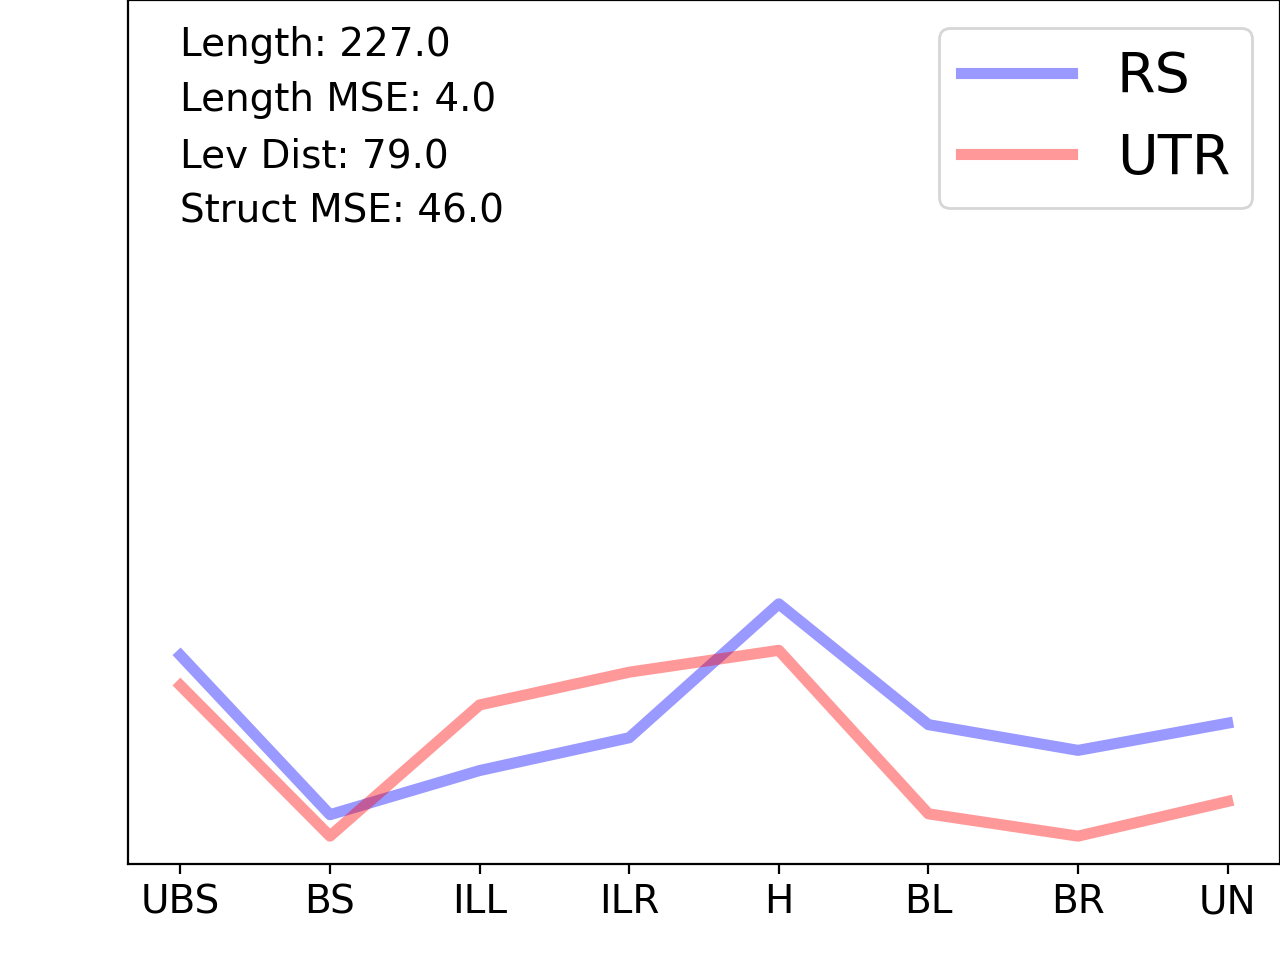 Length: 227.0
Length MSE: 4.0
Lev Dist: 79.0
Struct MSE: 46.0
RS
UTR
UBS BS ILL ILR H BL BR UN